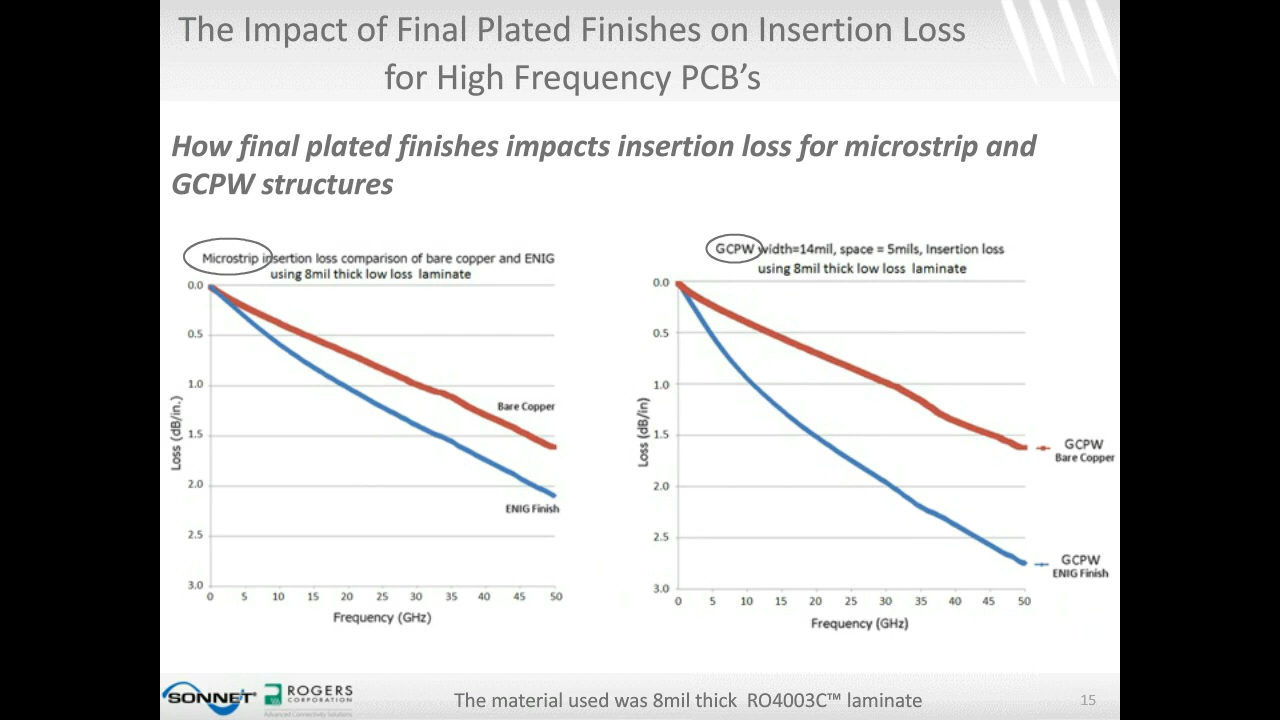 The Impact of Final Plated Finishes on Insertion Loss
for High Frequency PCB's
How final plated finishes impacts insertion loss for microstrip and
GCPW structures
Microstrip insertion loss comparison of bare copper and ENIG
using 8mil thick low loss laminate
0.0
0.5
1.0
1.5
2.0
2.5
3.0
Loss (dB/in.)
Bare Copper
ENIG Finish
0 5 10 15 20 25 30 35 40 45 50
Frequency (GHz)
GCPW width=14mil, space = 5mils, Insertion loss
using 8mil thick low loss laminate
0.0
0.5
1.0
1.5
2.0
2.5
3.0
Loss (dB/in)
GCPW
Bare Copper
GCPW
ENIG Finish
0 5 10 15 20 25 30 35 40 45 50
Frequency (GHz)
SONNET
ROGERS
CORPORATION
Advanced Connectivity Solutions
The material used was 8mil thick RO4003C™ laminate
15